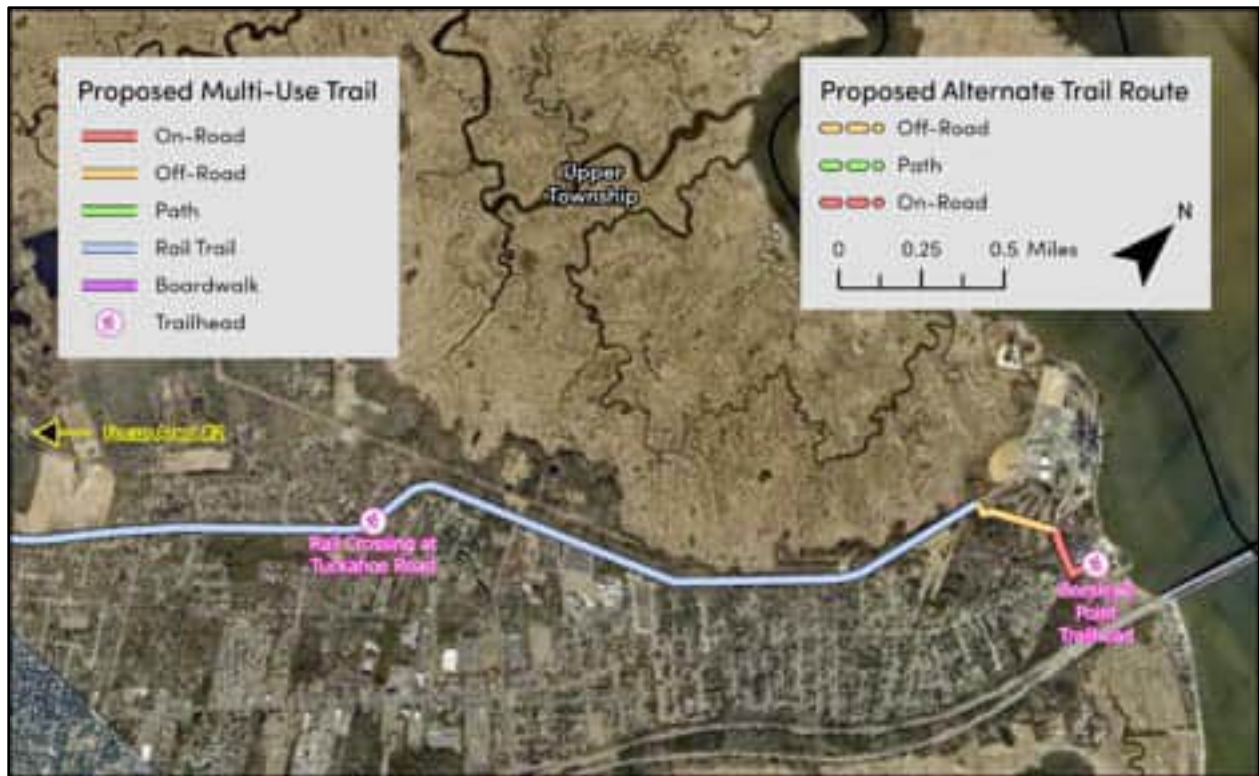 Proposed Multi-Use Trail
On-Road
Off-Road
Path
Rail Trail
Boardwalk
Trailhead
Proposed Alternate Trail Route
Off-Road
Path
On-Road
N
0 0.25 0.5 Miles
Upper
Township
Rail Crossing at
Tuckahoe Road
Point
Trailhead